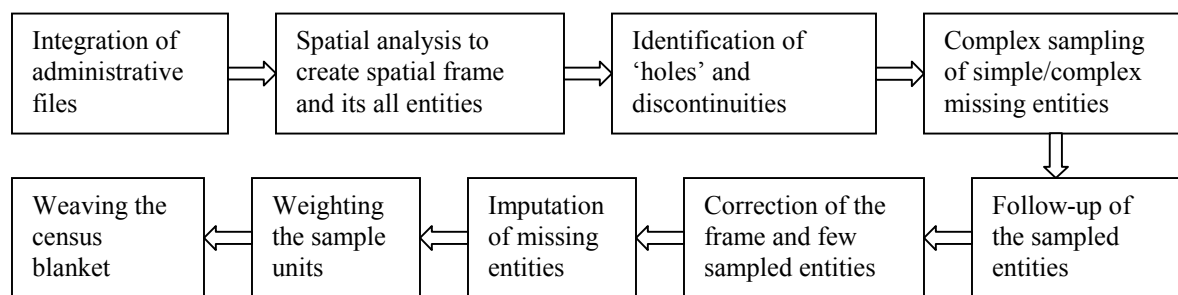 Integration of
administrative
files
Spatial analysis to
create spatial frame
and its all entities
Identification of
‘holes’ and
discontinuities
Complex sampling
of simple/complex
missing entities
Follow-up of
the sampled
entities
Correction of the
frame and few
sampled entities
Imputation
of missing
entities
Weighting
the sample
units
Weaving the
census
blanket